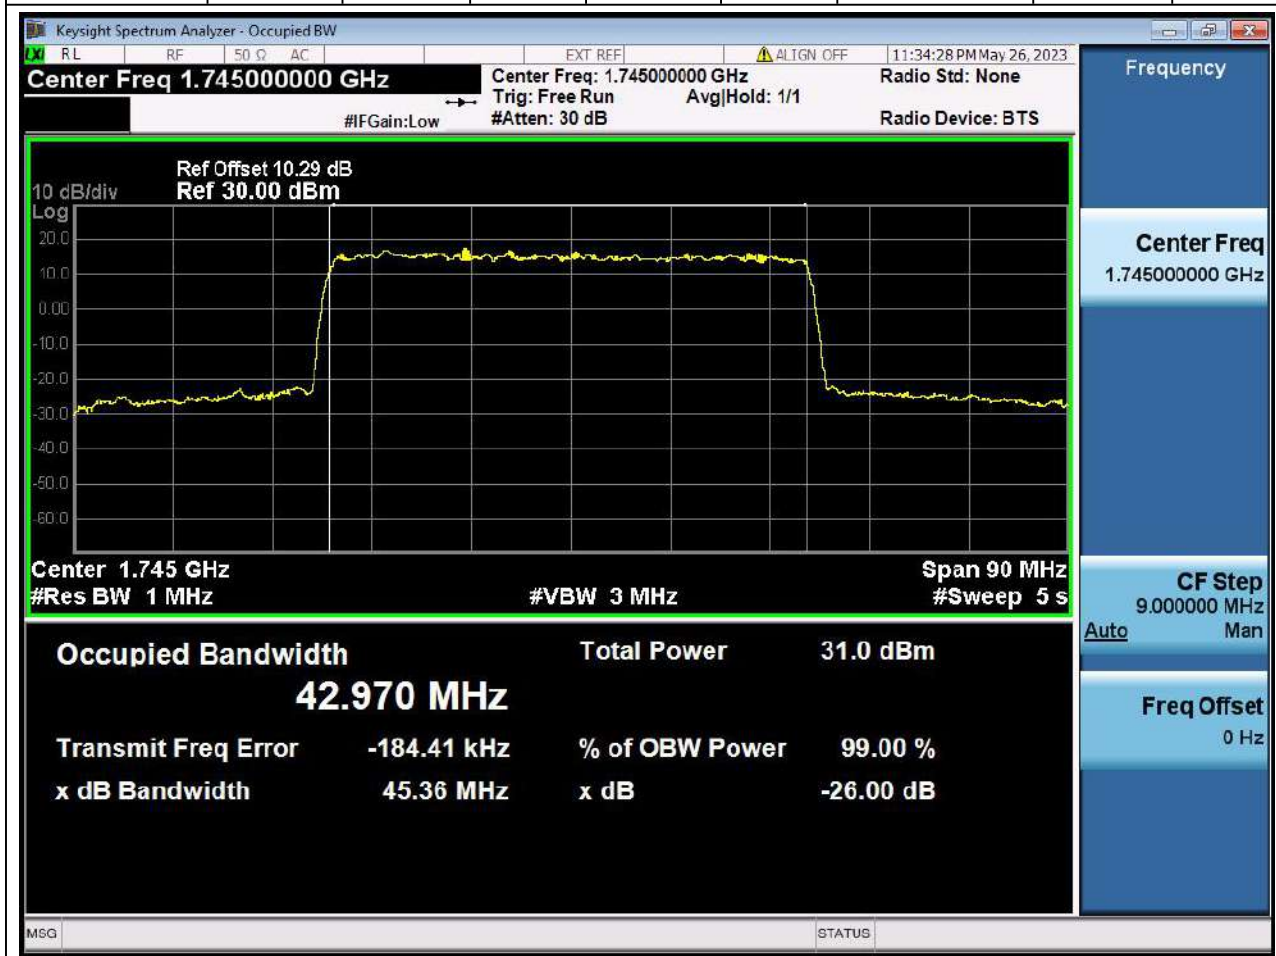 Keysight Spectrum Analyzer - Occupied BW
LXI RL RF 50 Ω AC EXT REF ALIGN OFF 11:34:28 PM May 26, 2023
Center Freq 1.745000000 GHz
Center Freq: 1.745000000 GHz
Radio Std: None
Trig: Free Run Avg|Hold: 1/1
#IFGain:Low
#Atten: 30 dB
Radio Device: BTS
Ref Offset 10.29 dB
10 dB/div Ref 30.00 dBm
Log
20.0
10.0
0.00
-10.0
-20.0
-30.0
-40.0
-50.0
-60.0
Center 1.745 GHz Span 90 MHz
#Res BW 1 MHz #VBW 3 MHz #Sweep 5 s
Occupied Bandwidth Total Power 31.0 dBm
42.970 MHz
Transmit Freq Error -184.41 kHz % of OBW Power 99.00 %
x dB Bandwidth 45.36 MHz x dB -26.00 dB
Frequency
Center Freq
1.745000000 GHz
CF Step
9.000000 MHz
Auto Man
Freq Offset
0 Hz
MSG STATUS